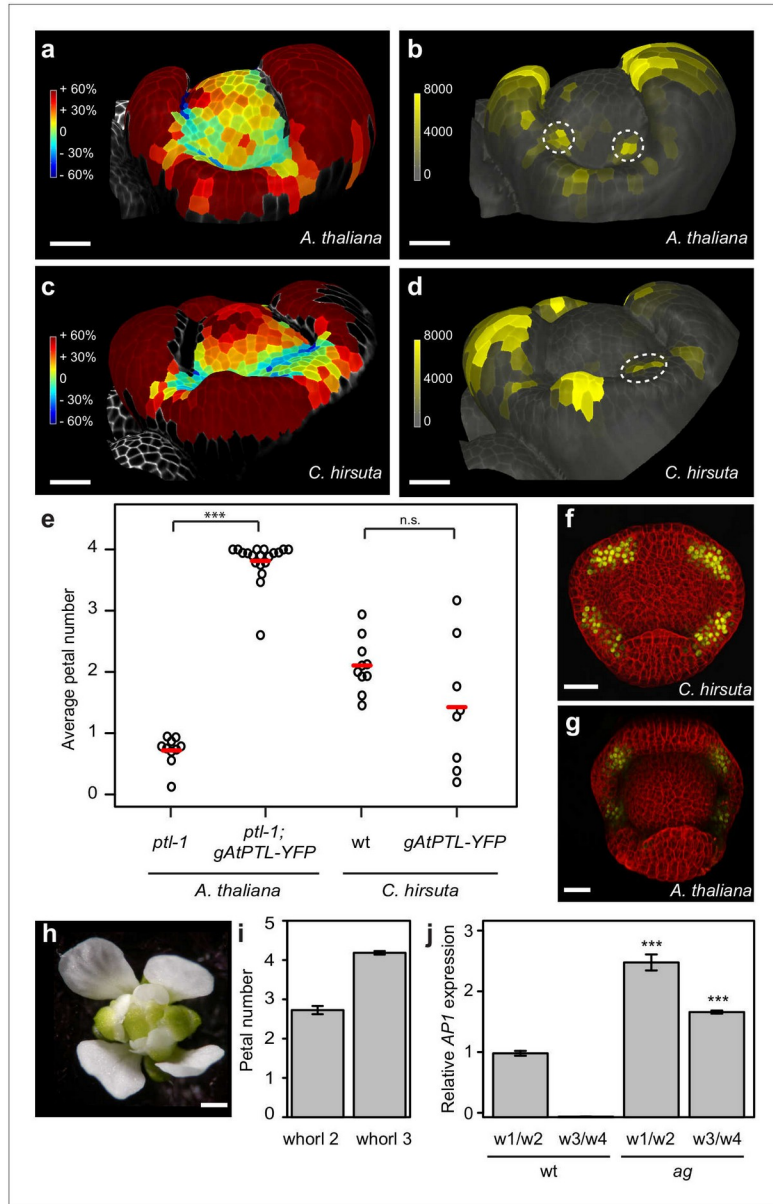 a
+ 60%
+ 30%
0
- 30%
- 60%
A. thaliana
b
8000
4000
0
A. thaliana
c
+ 60%
+ 30%
0
- 30%
- 60%
C. hirsuta
d
8000
4000
0
C. hirsuta
e
Average petal number
4
3
2
1
0
***
n.s.
ptl-1
ptl-1;
gAtPTL-YFP
wt
gAtPTL-YFP
A. thaliana
C. hirsuta
f
C. hirsuta
g
A. thaliana
h
i
Petal number
5
4
3
2
1
0
whorl 2
whorl 3
j
Relative AP1 expression
3
2
1
0
***
***
w1/w2
w3/w4
w1/w2
w3/w4
wt
ag